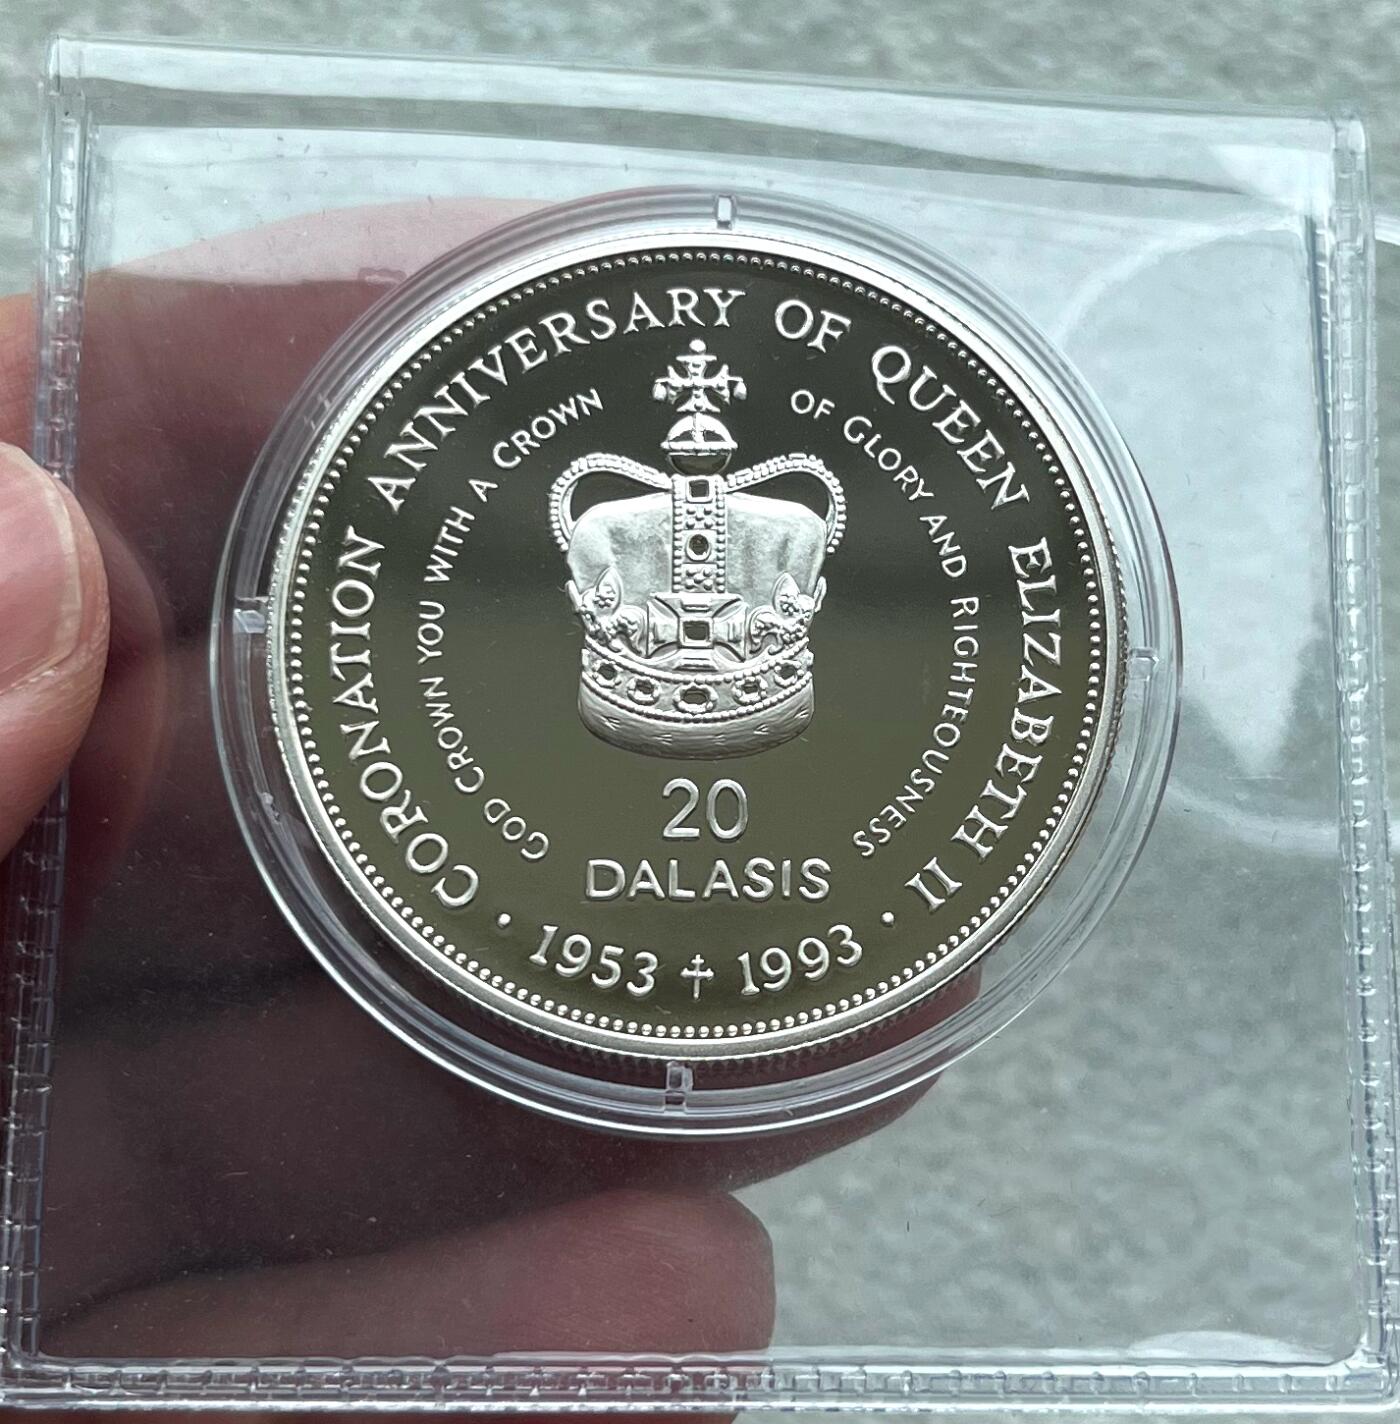 CORONATION ANNIVERSARY OF QUEEN ELIZABETH II
GOD CROWN YOU WITH A CROWN OF GLORY AND RIGHTEOUSNESS
20
DALASIS
· 1953 ‡ 1993 ·